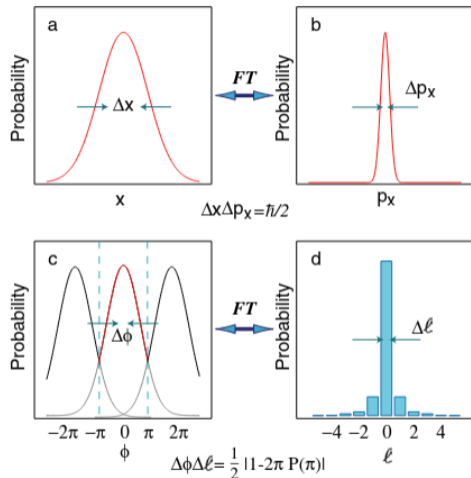 a
Probability
Δx
x
FT
b
Probability
Δpx
px
ΔxΔpx=ħ/2
c
Probability
Δϕ
−2π −π 0 π 2π
ϕ
FT
d
Probability
Δℓ
−4 −2 0 2 4
ℓ
ΔϕΔℓ= 1/2 |1-2π P(π)|